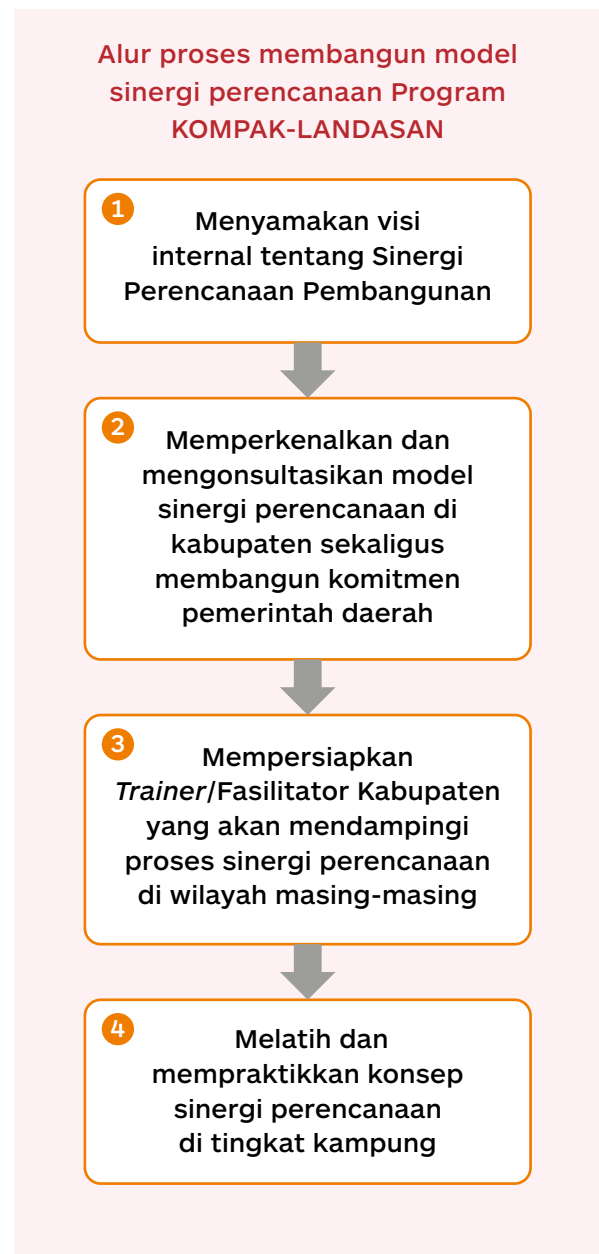 Alur proses membangun model
sinergi perencanaan Program
KOMPAK-LANDASAN
1
Menyamakan visi
internal tentang Sinergi
Perencanaan Pembangunan
2
Memperkenalkan dan
mengonsultasikan model
sinergi perencanaan di
kabupaten sekaligus
membangun komitmen
pemerintah daerah
3
Mempersiapkan
Trainer/Fasilitator Kabupaten
yang akan mendampingi
proses sinergi perencanaan
di wilayah masing-masing
4
Melatih dan
mempraktikkan konsep
sinergi perencanaan
di tingkat kampung